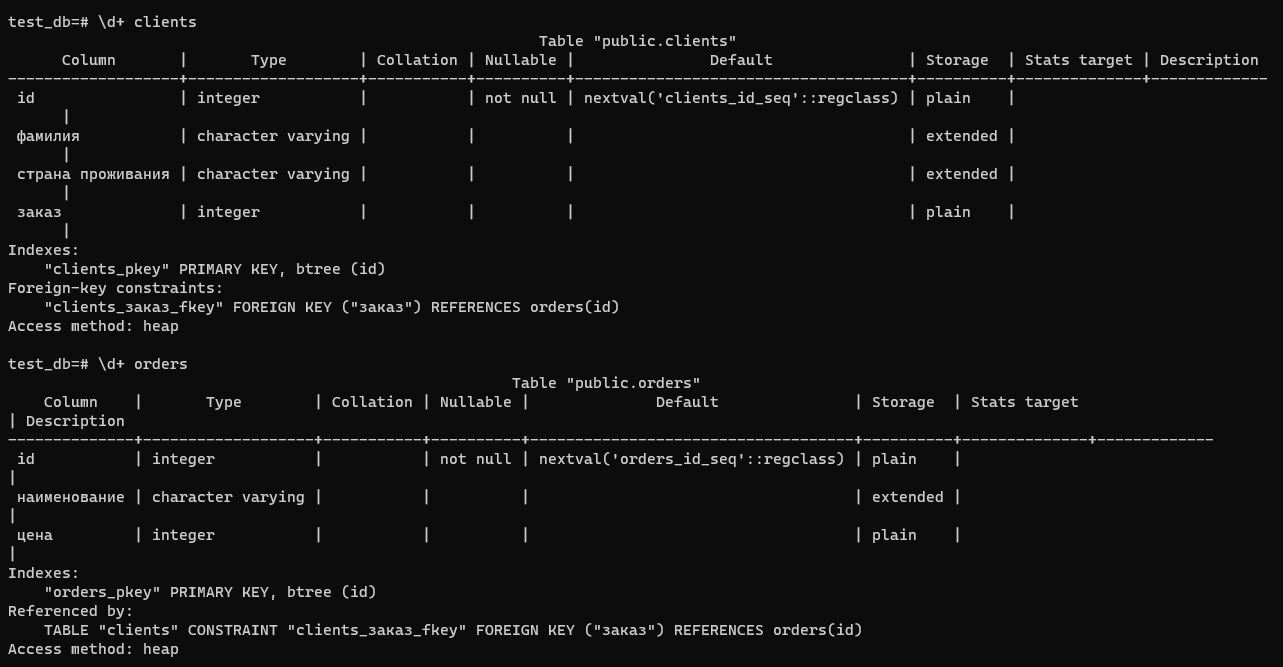 test_db=# \d+ clients
                                                           Table "public.clients"
      Column       |       Type        | Collation | Nullable |               Default               | Storage  | Stats target | Description
-------------------+-------------------+-----------+----------+-------------------------------------+----------+--------------+-------------
 id                | integer           |           | not null | nextval('clients_id_seq'::regclass) | plain    |
      |
 фамилия           | character varying |           |          |                                     | extended |
      |
 страна проживания | character varying |           |          |                                     | extended |
      |
 заказ             | integer           |           |          |                                     | plain    |
      |
Indexes:
    "clients_pkey" PRIMARY KEY, btree (id)
Foreign-key constraints:
    "clients_заказ_fkey" FOREIGN KEY ("заказ") REFERENCES orders(id)
Access method: heap

test_db=# \d+ orders
                                                        Table "public.orders"
    Column    |       Type        | Collation | Nullable |              Default               | Storage  | Stats target
| Description
--------------+-------------------+-----------+----------+------------------------------------+----------+--------------+-------------
 id           | integer           |           | not null | nextval('orders_id_seq'::regclass) | plain    |
|
 наименование | character varying |           |          |                                    | extended |
|
 цена         | integer           |           |          |                                    | plain    |
|
Indexes:
    "orders_pkey" PRIMARY KEY, btree (id)
Referenced by:
    TABLE "clients" CONSTRAINT "clients_заказ_fkey" FOREIGN KEY ("заказ") REFERENCES orders(id)
Access method: heap